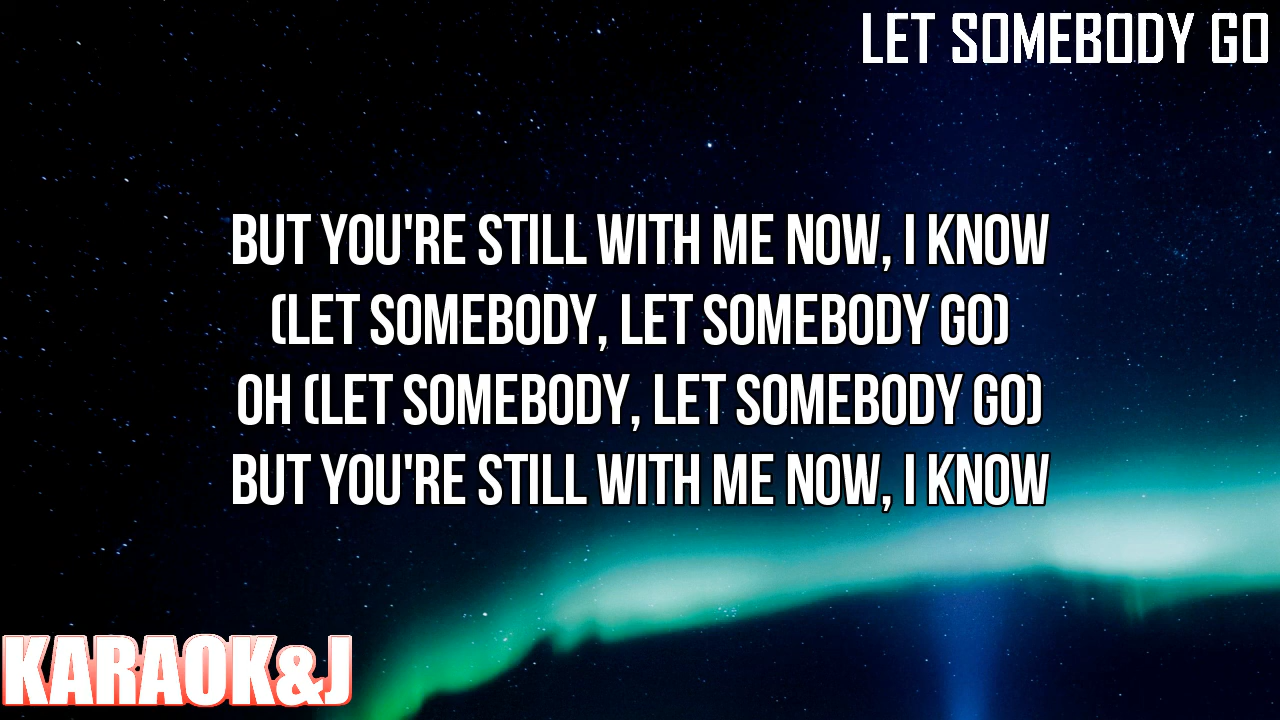 LET SOMEBODY GO
BUT YOU'RE STILL WITH ME NOW, I KNOW
(LET SOMEBODY, LET SOMEBODY GO)
OH (LET SOMEBODY, LET SOMEBODY GO)
BUT YOU'RE STILL WITH ME NOW, I KNOW
KARAOK&J